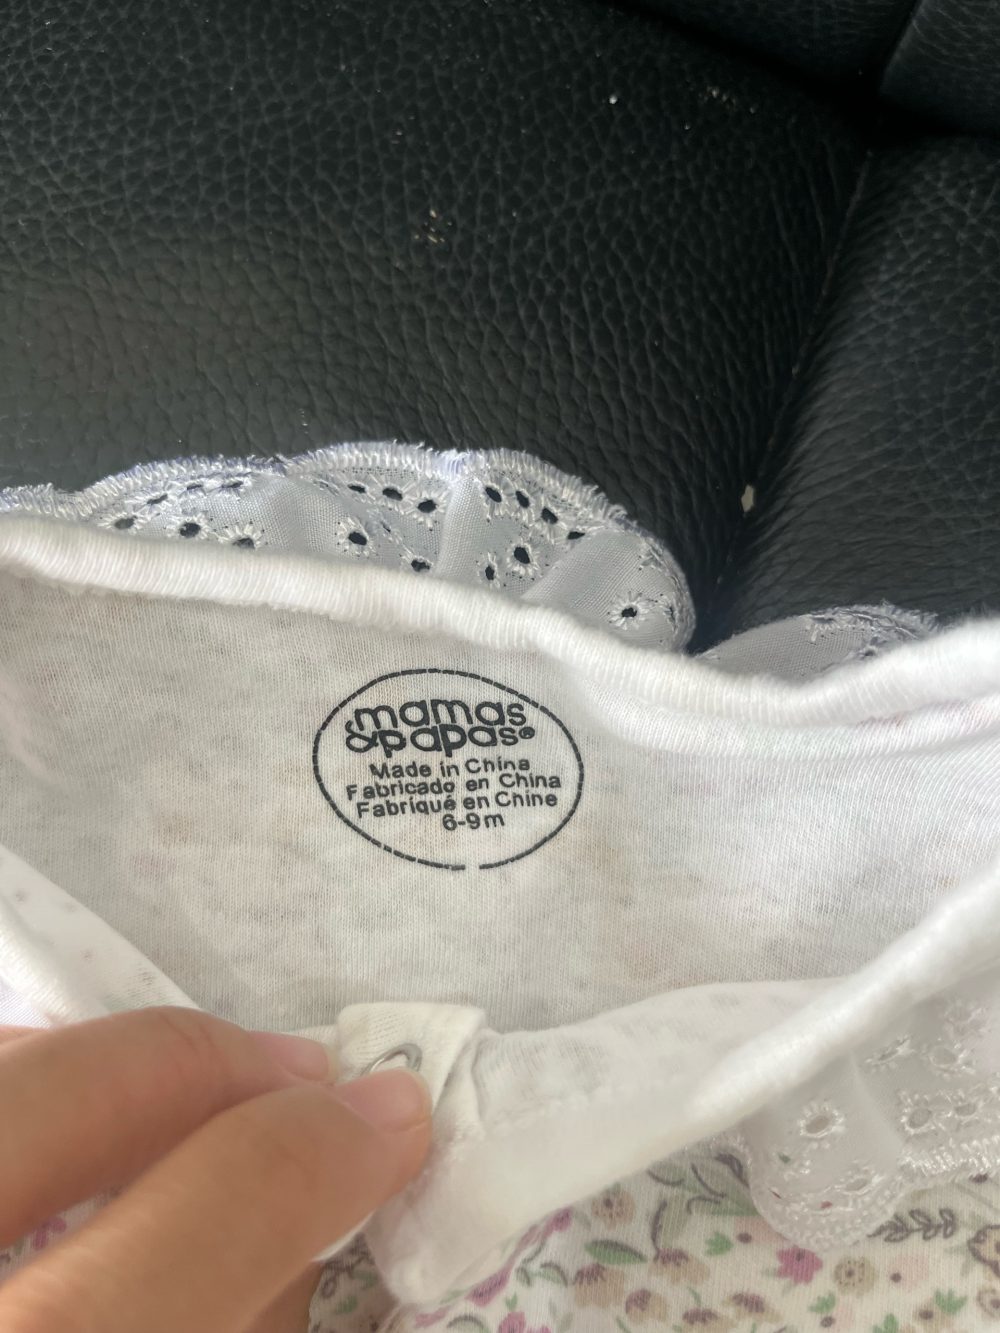 mamas
&papas®
Made in China
Fabricado en China
Fabriqué en Chine
6-9m